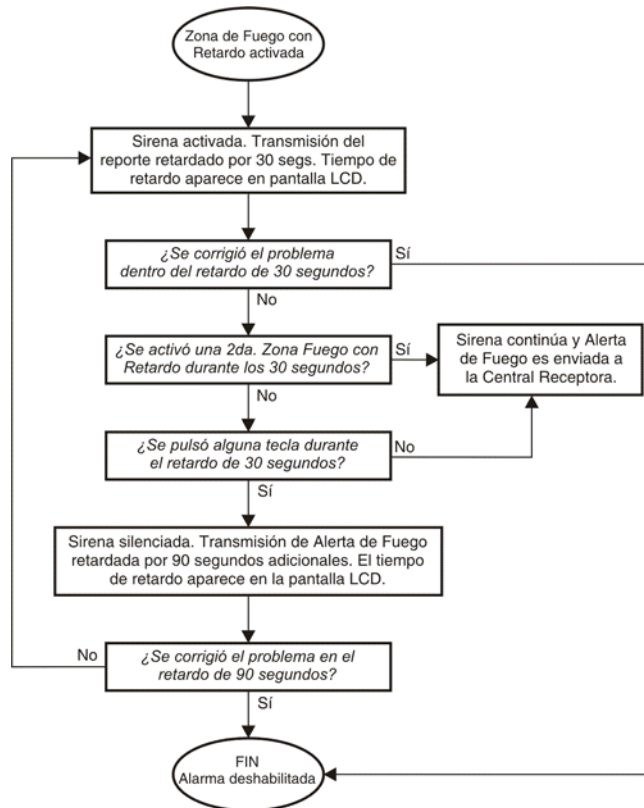 Zona de Fuego con
Retardo activada
Sirena activada. Transmisión del
reporte retardado por 30 segs. Tiempo de
retardo aparece en pantalla LCD.
¿Se corrigió el problema
dentro del retardo de 30 segundos?
Sí
No
¿Se activó una 2da. Zona Fuego con
Retardo durante los 30 segundos?
Sí
Sirena continúa y Alerta
de Fuego es enviada a
la Central Receptora.
No
¿Se pulsó alguna tecla durante
el retardo de 30 segundos?
No
Sí
Sirena silenciada. Transmisión de Alerta de Fuego
retardada por 90 segundos adicionales. El tiempo
de retardo aparece en la pantalla LCD.
No
¿Se corrigió el problema en el
retardo de 90 segundos?
Sí
FIN
Alarma deshabilitada